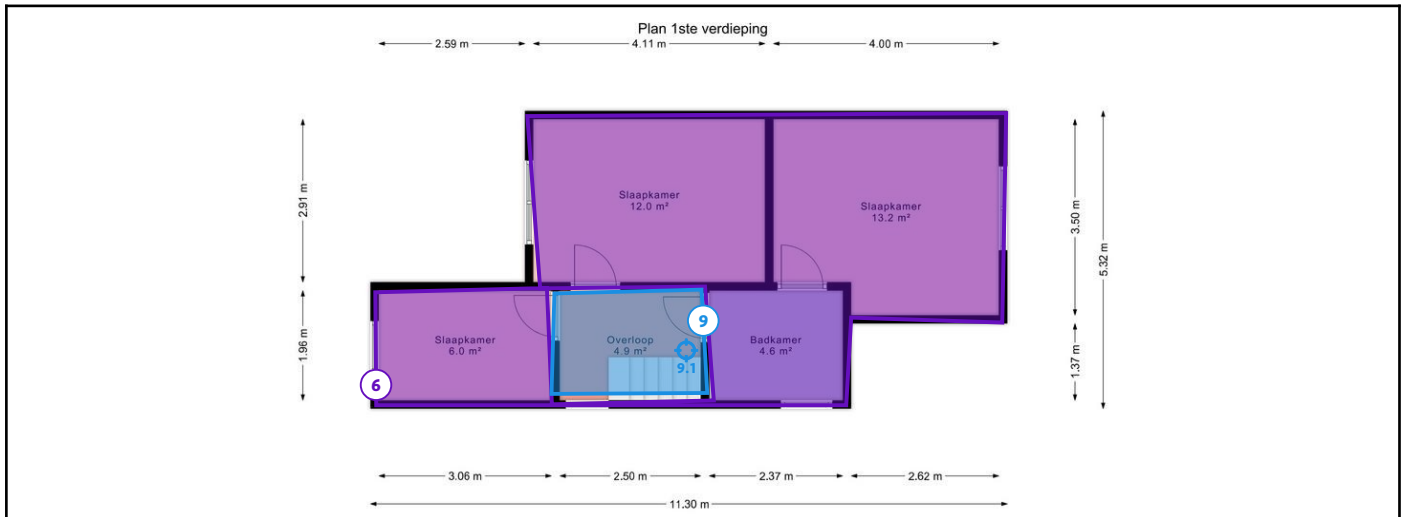 Plan 1ste verdieping
2.59 m
4.11 m
4.00 m
2.91 m
1.96 m
3.50 m
1.37 m
5.32 m
Slaapkamer
12.0 m²
Slaapkamer
13.2 m²
Slaapkamer
6.0 m²
Overloop
4.9 m²
Badkamer
4.6 m²
6
9
9.1
3.06 m
2.50 m
2.37 m
2.62 m
11.30 m